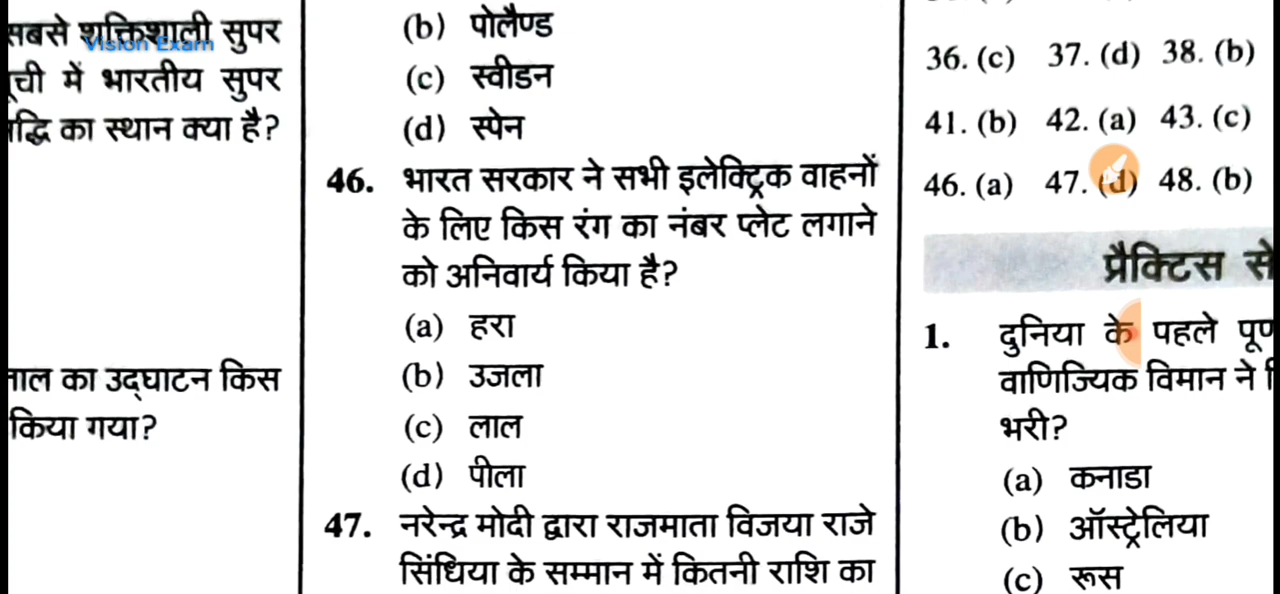 सबसे शक्तिशाली सुपर
Vision Exam
ूची में भारतीय सुपर
का स्थान क्या है?
का उद्घाटन किस
किया गया?
(b) पोलैण्ड
(c) स्वीडन
(d) स्पेन
46. भारत सरकार ने सभी इलेक्ट्रिक वाहनों
के लिए किस रंग का नंबर प्लेट लगाने
को अनिवार्य किया है?
(a) हरा
(b) उजला
(c) लाल
(d) पीला
47. नरेन्द्र मोदी द्वारा राजमाता विजया राजे
सिंधिया के सम्मान में कितनी राशि का
36. (c) 37. (d) 38. (b)
41. (b) 42. (a) 43. (c)
46. (a) 47. (d) 48. (b)
प्रैक्टिस से
1. दुनिया के पहले पूर्
वाणिज्यिक विमान ने
भरी?
(a) कनाडा
(b) ऑस्ट्रेलिया
(c) रूस